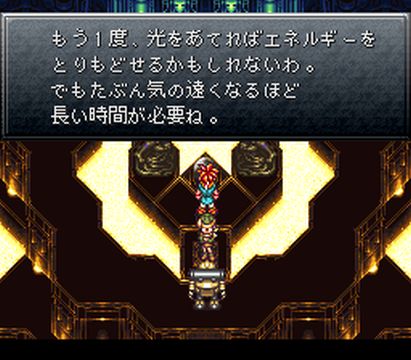 もう１度、光をあてればエネルギーを
とりもどせるかもしれないわ。
でもたぶん気の遠くなるほど
長い時間が必要ね。